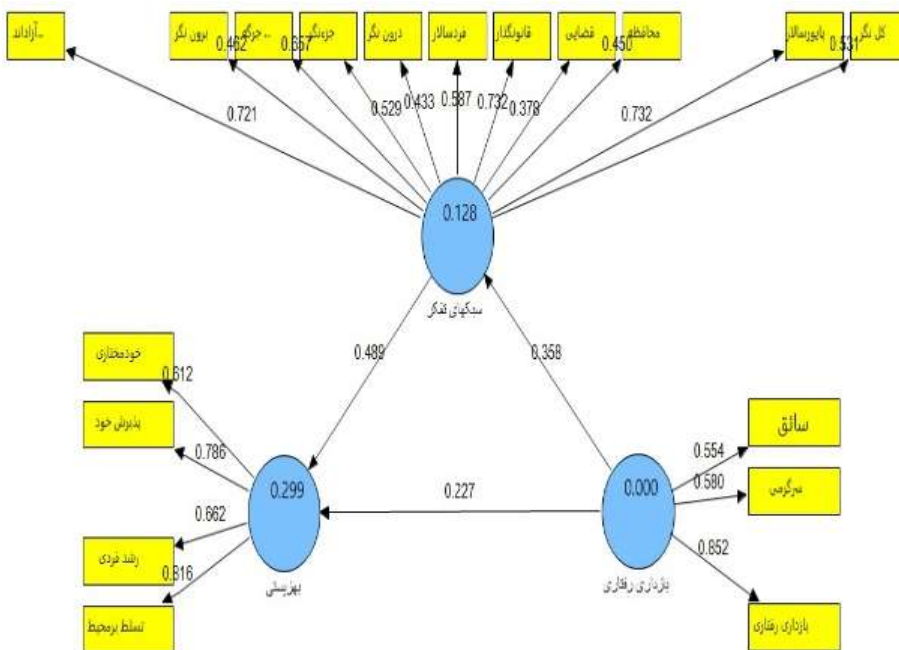 آزاداند...
برون نگر
جرگه ...
جزءنگر
درون نگر
فردسالار
قانونگذار
قضایی
محافظه
پایورسالار
کل نگر
0.462
0.657
0.450
0.531
0.721
0.529
0.433
0.587
0.732
0.378
0.732
0.128
سبکهای تفکر
0.489
0.358
خودمختاری
0.612
پذیرش خود
0.786
0.299
0.662
رشد فردی
0.816
تسلط برمحیط
بهزیستی
0.227
0.000
بازداری رفتاری
سائق
0.554
0.580
سرگرمی
0.852
بازداری رفتاری